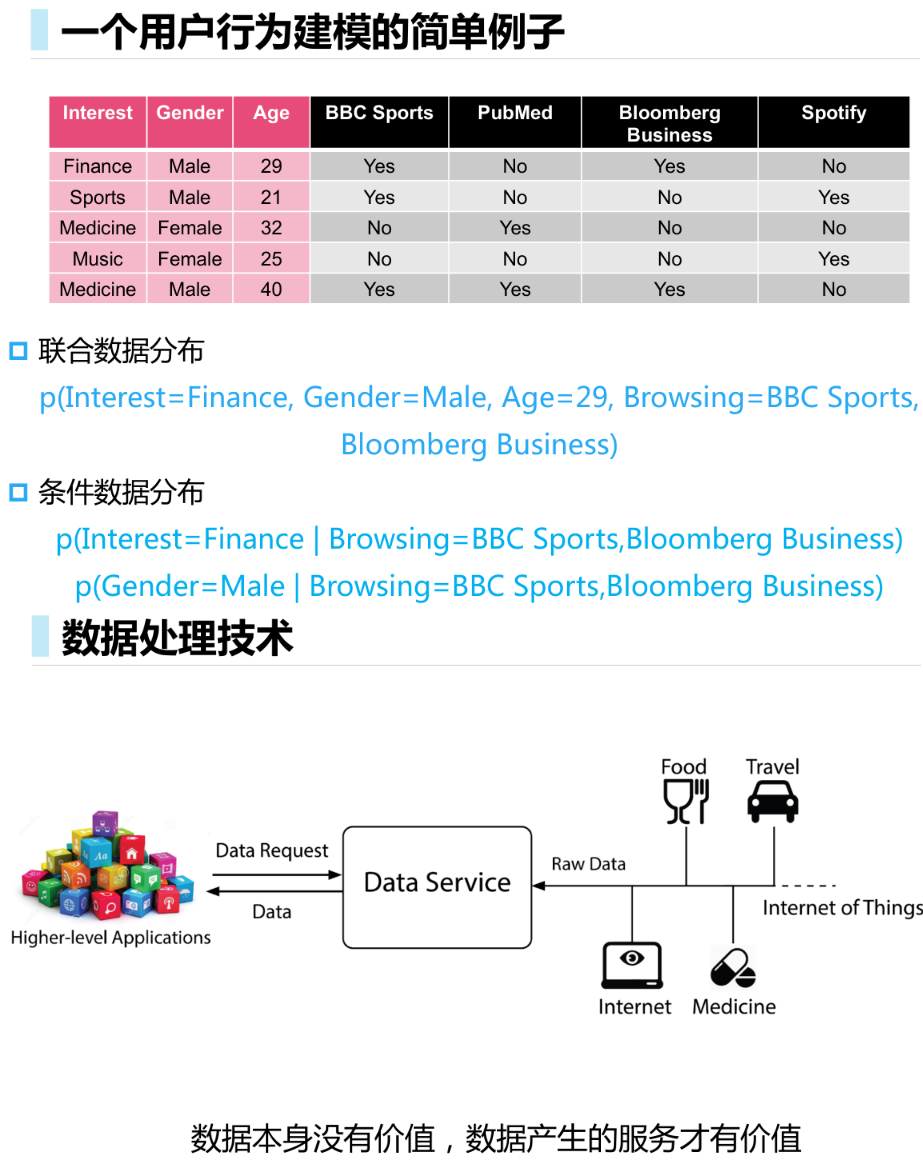 一个用户行为建模的简单例子
Interest Gender Age BBC Sports PubMed Bloomberg Business Spotify
Finance Male 29 Yes No Yes No
Sports Male 21 Yes No No Yes
Medicine Female 32 No Yes No No
Music Female 25 No No No Yes
Medicine Male 40 Yes Yes Yes No
联合数据分布
p(Interest=Finance, Gender=Male, Age=29, Browsing=BBC Sports,
Bloomberg Business)
条件数据分布
p(Interest=Finance | Browsing=BBC Sports,Bloomberg Business)
p(Gender=Male | Browsing=BBC Sports,Bloomberg Business)
数据处理技术
Food Travel
Data Request
Raw Data
Data Service
Data
Internet of Things
Higher-level Applications
Internet Medicine
数据本身没有价值，数据产生的服务才有价值